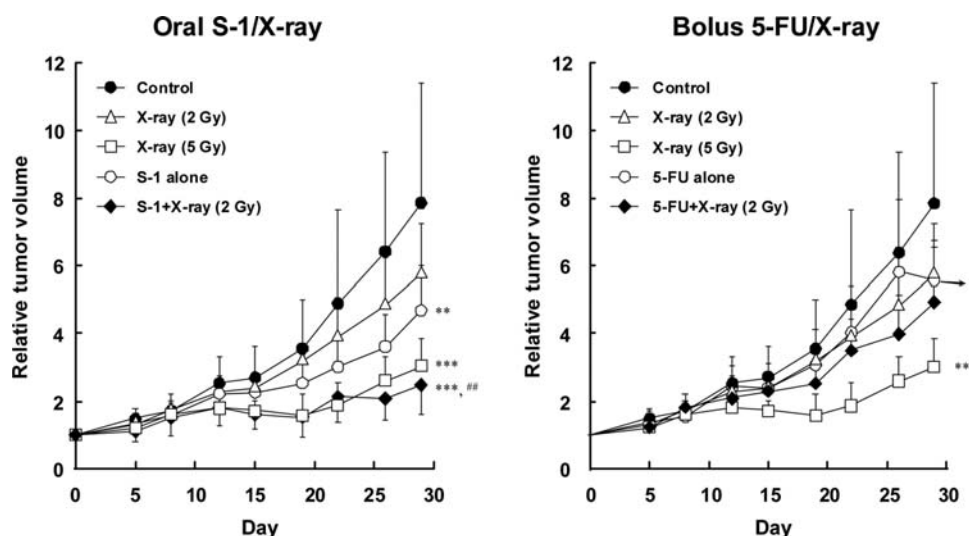 Oral S-1/X-ray
12
10
8
6
4
2
0
Relative tumor volume
Control
X-ray (2 Gy)
X-ray (5 Gy)
S-1 alone
S-1+X-ray (2 Gy)
**
***
***, ##
0 5 10 15 20 25 30
Day
Bolus 5-FU/X-ray
12
10
8
6
4
2
0
Relative tumor volume
Control
X-ray (2 Gy)
X-ray (5 Gy)
5-FU alone
5-FU+X-ray (2 Gy)
**
0 5 10 15 20 25 30
Day